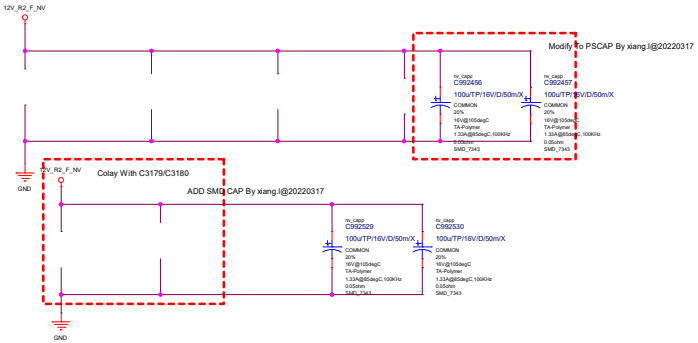 12V_R2_F_NV
Modify To PSCAP By xiang.l@20220317
nv_capp
C992456
100u/TP/16V/D/50m/X
COMMON
20%
16V@105degC
TA-Polymer
1.33A@85degC,100KHz
0.05ohm
SMD_7343
nv_capp
C992457
100u/TP/16V/D/50m/X
COMMON
20%
16V@105degC
TA-Polymer
1.33A@85degC,100KHz
0.05ohm
SMD_7343
GND
12V_R2_F_NV
Colay With C3179/C3180
ADD SMD CAP By xiang.l@20220317
nv_capp
C992529
100u/TP/16V/D/50m/X
COMMON
20%
16V@105degC
TA-Polymer
1.33A@85degC,100KHz
0.05ohm
SMD_7343
nv_capp
C992530
100u/TP/16V/D/50m/X
COMMON
20%
16V@105degC
TA-Polymer
1.33A@85degC,100KHz
0.05ohm
SMD_7343
GND